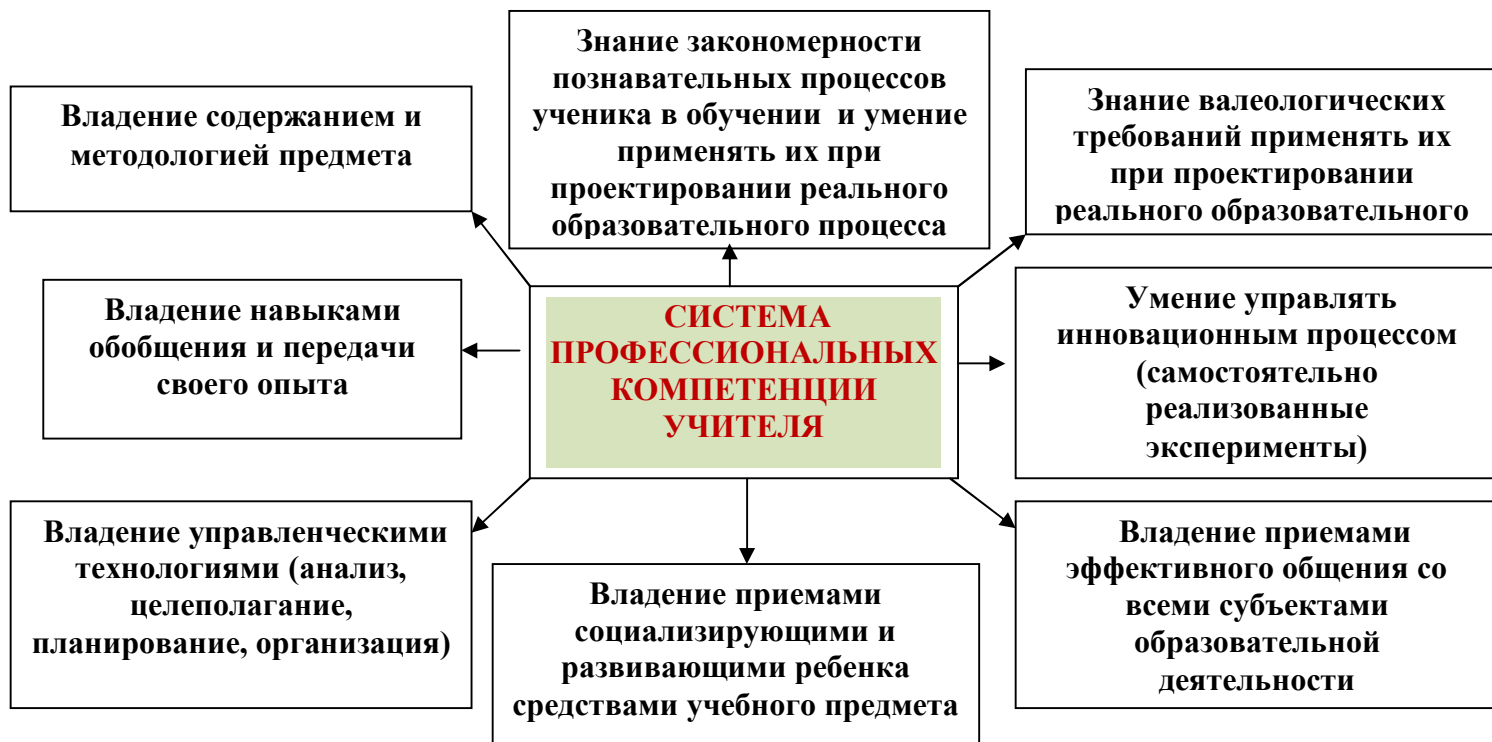 Знание закономерности
познавательных процессов
ученика в обучении и умение
применять их при
проектировании реального
образовательного процесса
Владение содержанием и
методологией предмета
Знание валеологических
требований применять их
при проектировании
реального образовательного
Владение навыками
обобщения и передачи
своего опыта
СИСТЕМА
ПРОФЕССИОНАЛЬНЫХ
КОМПЕТЕНЦИИ
УЧИТЕЛЯ
Умение управлять
инновационным процессом
(самостоятельно
реализованные
эксперименты)
Владение управленческими
технологиями (анализ,
целеполагание,
планирование, организация)
Владение приемами
социализирующими и
развивающими ребенка
средствами учебного предмета
Владение приемами
эффективного общения со
всеми субъектами
образовательной
деятельности